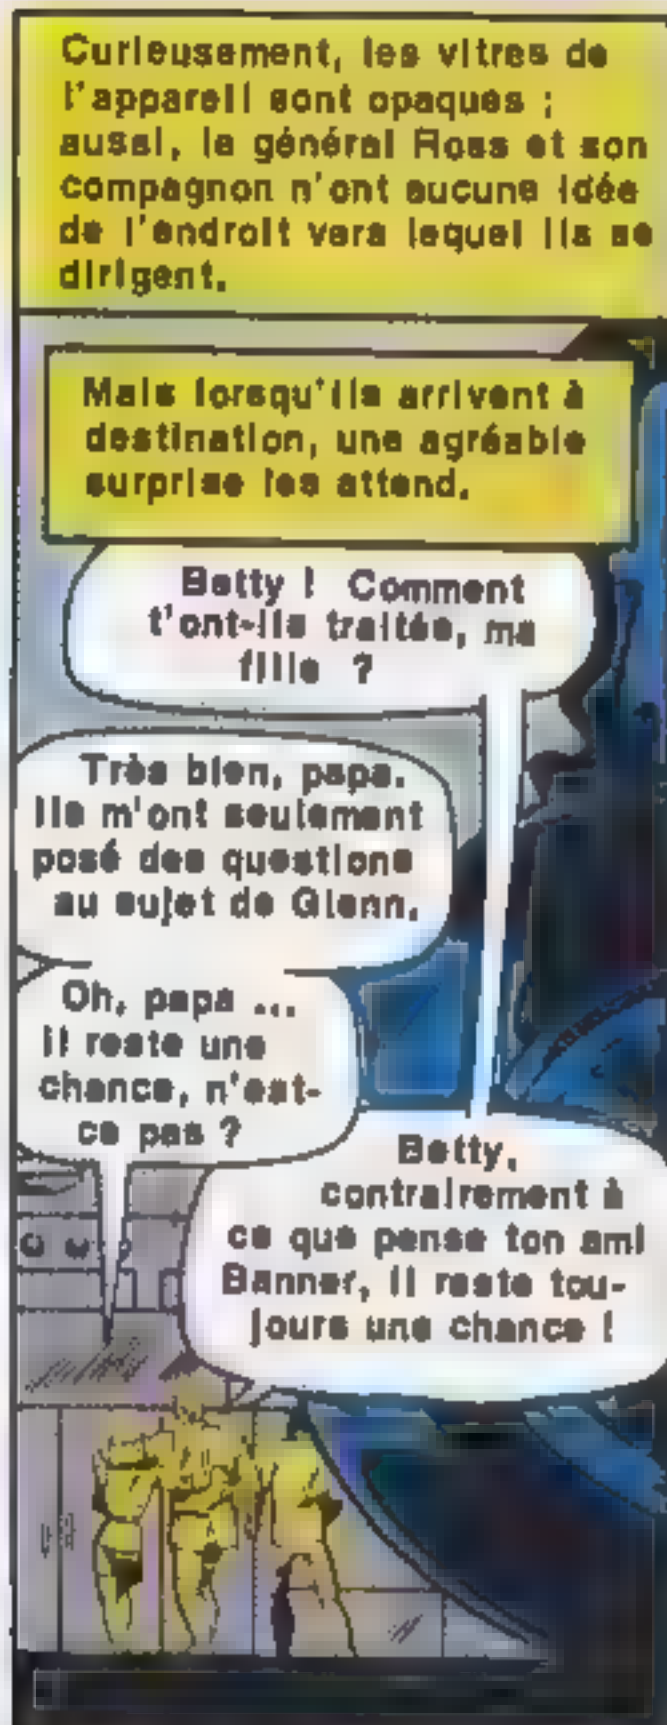 Curieusement, les vitres de
l'appareil sont opaques ;
aussi, le général Ross et son
compagnon n'ont aucune idée
de l'endroit vers lequel ils se
dirigent.
Mais lorsqu'ils arrivent à
destination, une agréable
surprise les attend.
Betty ! Comment
t'ont-ils traitée, ma
fille ?
Très bien, papa.
Ils m'ont seulement
posé des questions
au sujet de Glenn.
Oh, papa ...
Il reste une
chance, n'est-
ce pas ?
Betty,
contrairement à
ce que pense ton ami
Banner, il reste tou-
jours une chance !